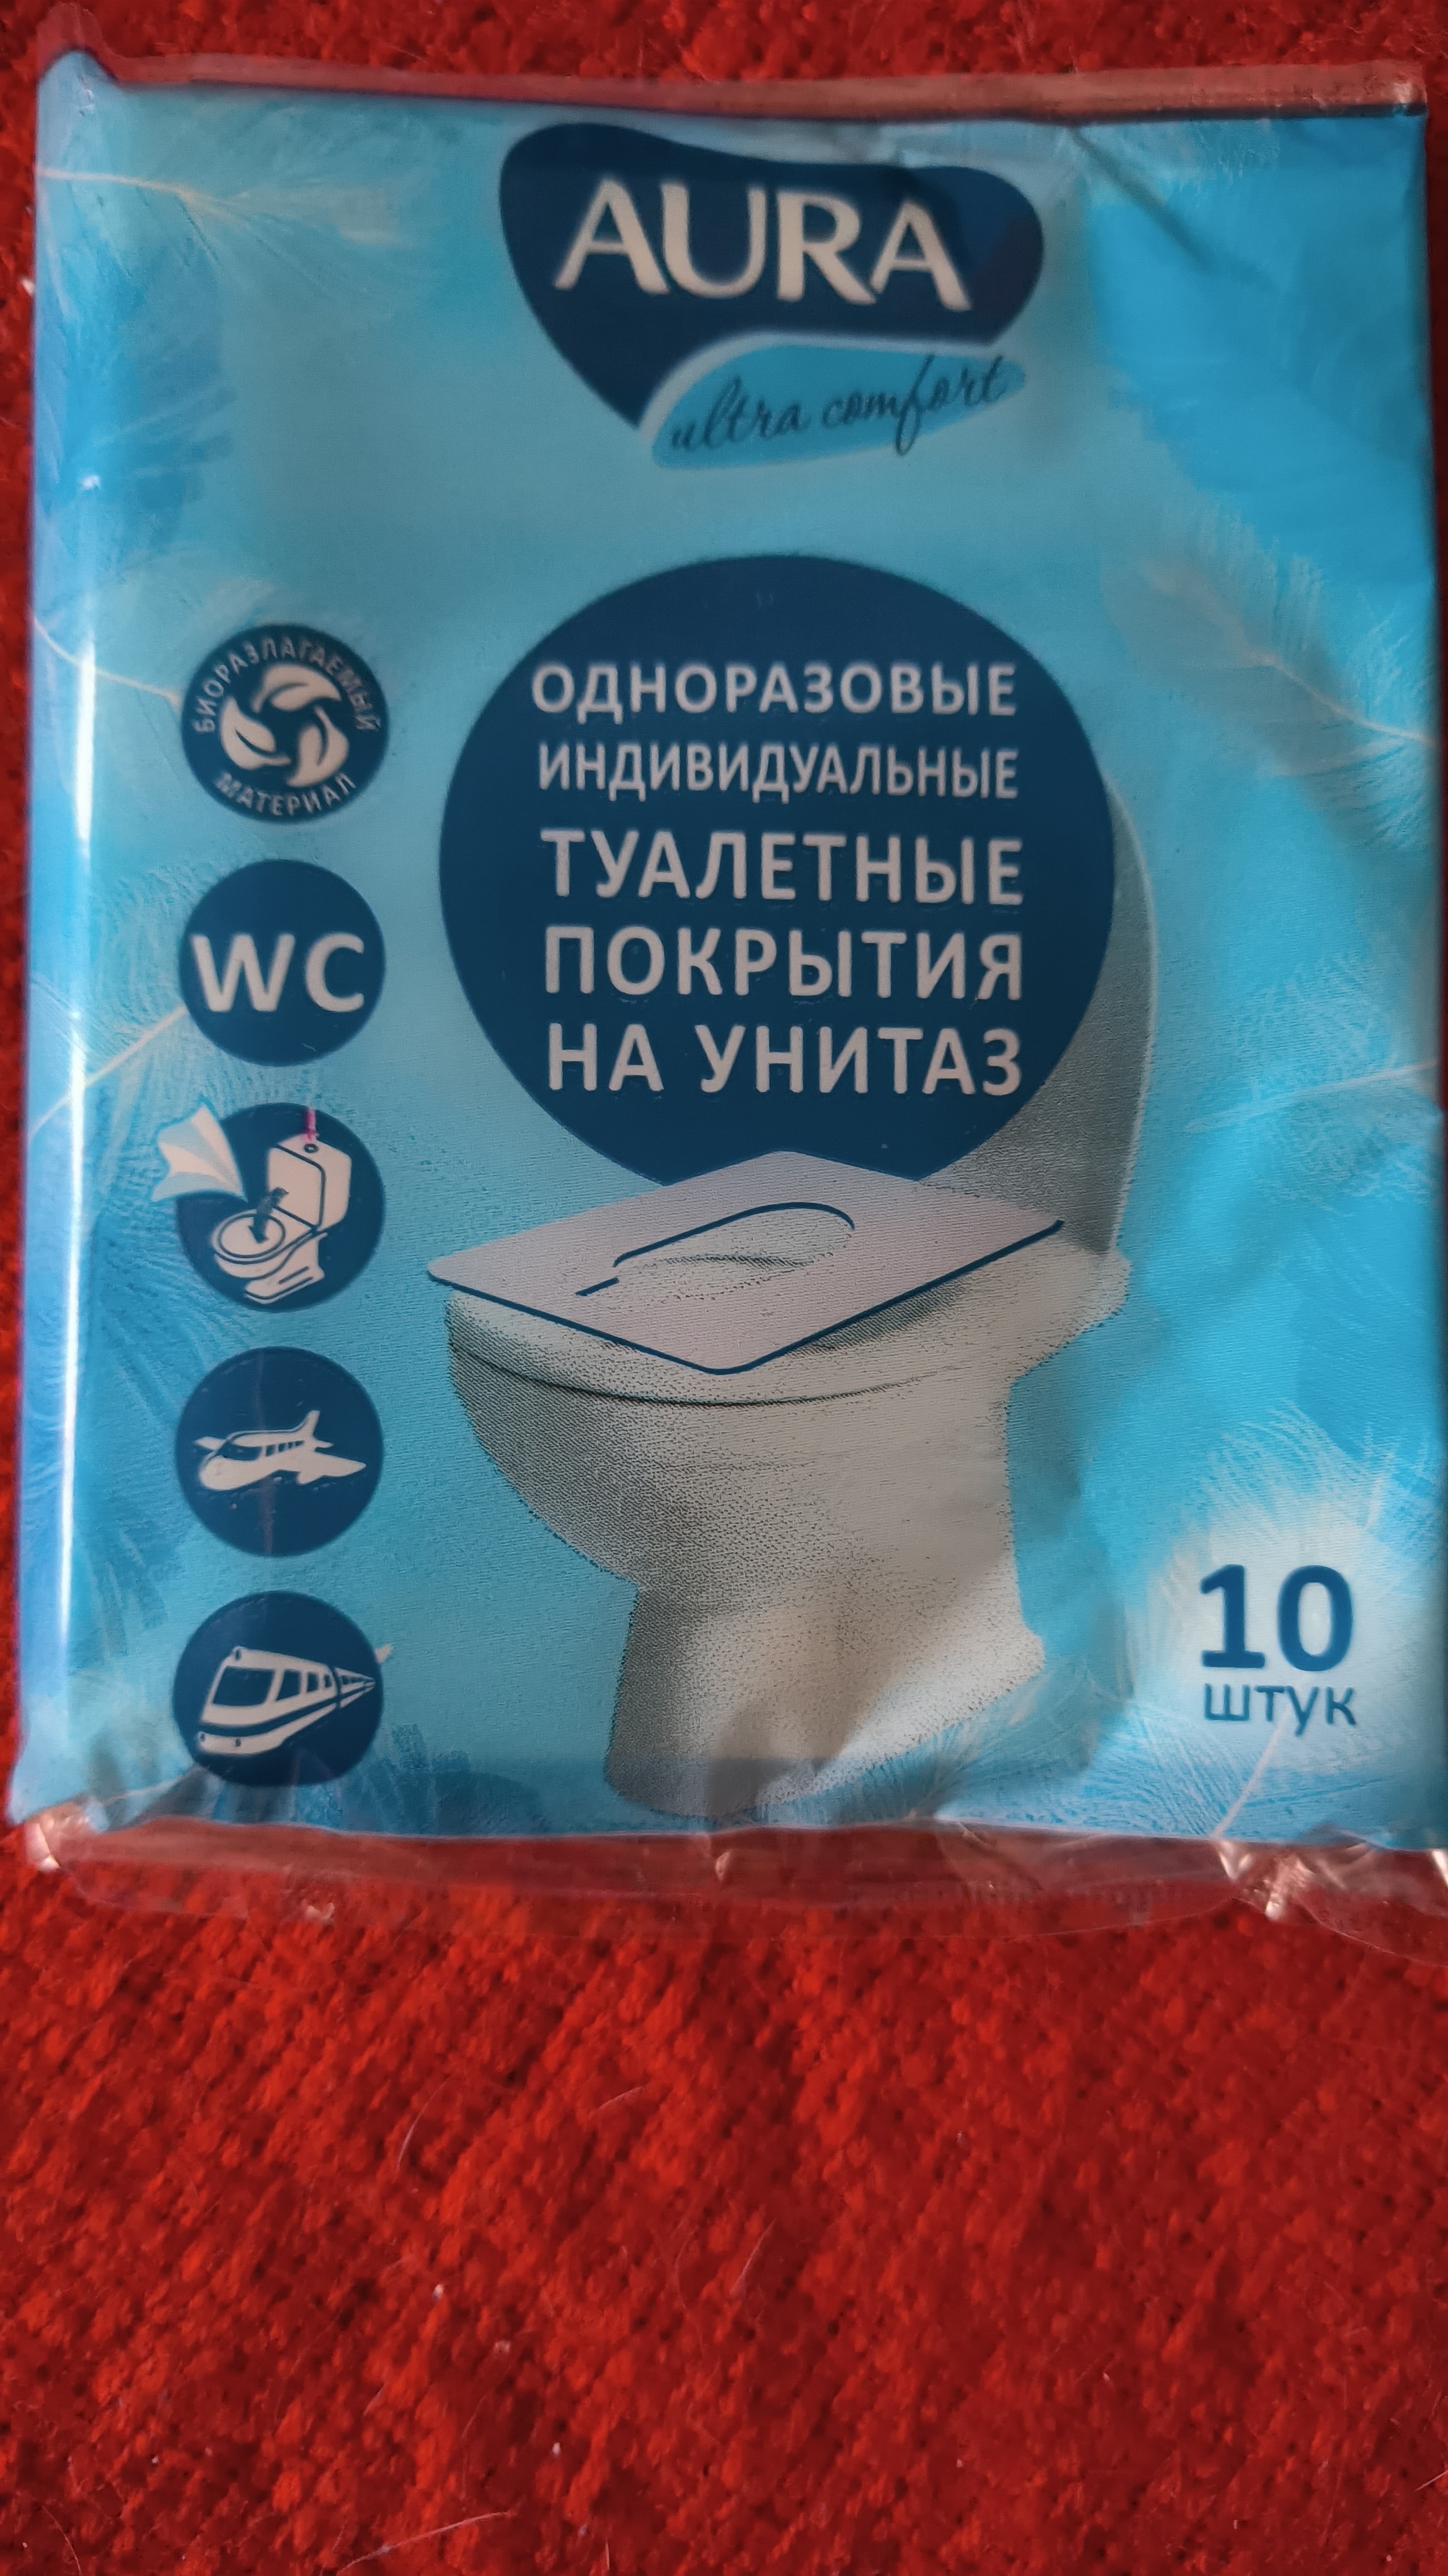 AURA
ultra comfort
ОДНОРАЗОВЫЕ
ИНДИВИДУАЛЬНЫЕ
ТУАЛЕТНЫЕ
ПОКРЫТИЯ
НА УНИТАЗ
БИОРАЗЛАГАЕМЫЙ
МАТЕРИАЛ
WC
10
ШТУК